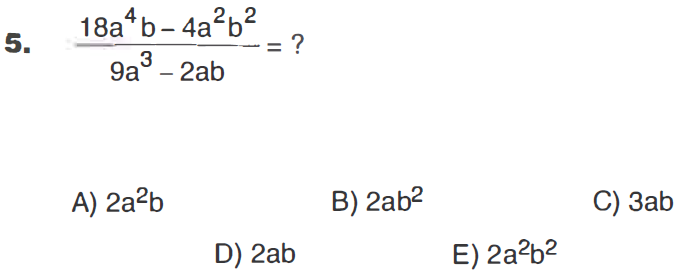 5. 18a⁴b – 4a²b²
= ?
9a³ – 2ab
A) 2a²b B) 2ab² C) 3ab
D) 2ab E) 2a²b²